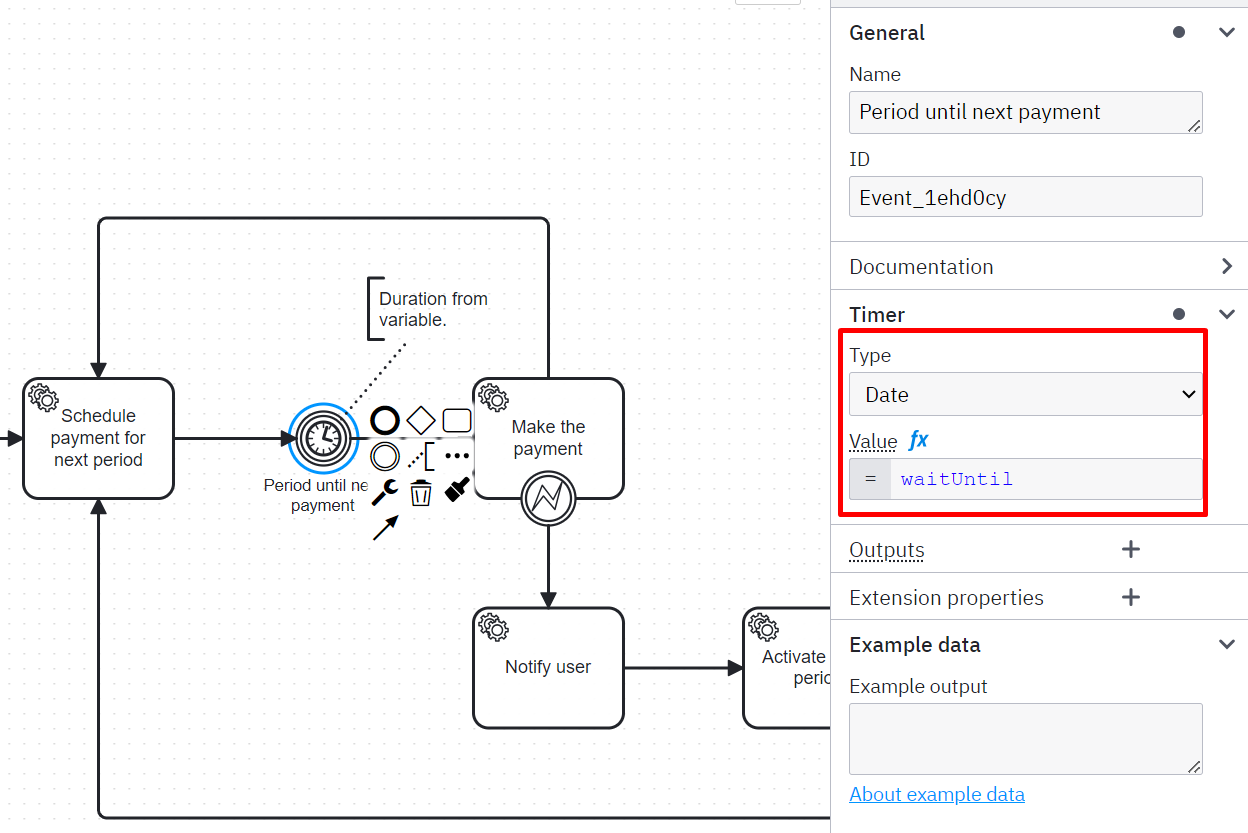 Duration from
variable.
Schedule
payment for
next period
Period until ne
payment
Make the
payment
Notify user
Activate
perio
General
Name
Period until next payment
ID
Event_1ehd0cy
Documentation
Timer
Type
Date
Value fx
= waitUntil
Outputs
Extension properties
Example data
Example output
About example data